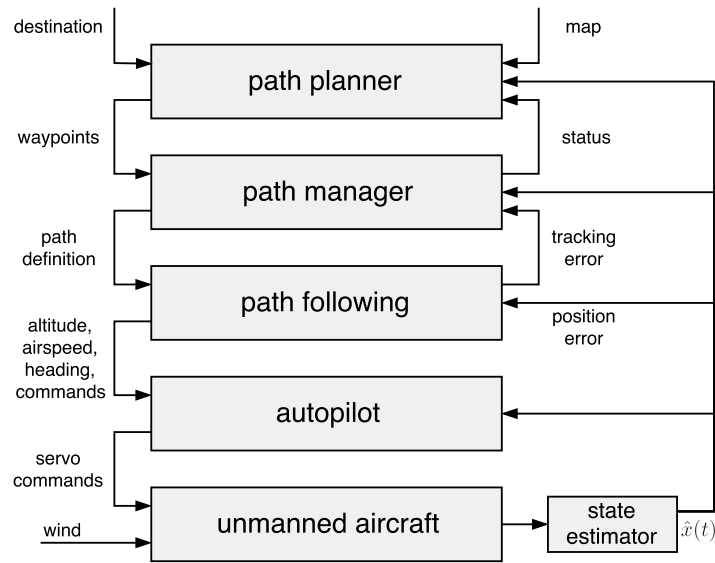 destination
map
path planner
waypoints
status
path manager
path
definition
tracking
error
path following
position
error
altitude,
airspeed,
heading,
commands
autopilot
servo
commands
unmanned aircraft
state
estimator
x̂(t)
wind